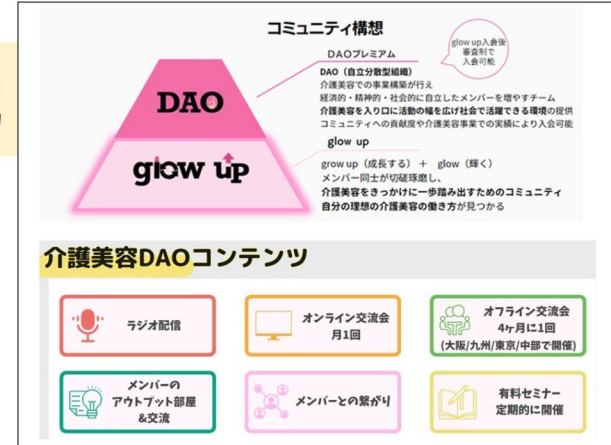 コミュニティ構想
DAOプレミアム
glow up入会後
審査制で
入会可能
DAO（自立分散型組織）
介護美容での事業構築が行え
経済的・精神的・社会的に自立したメンバーを増やすチーム
介護美容を入り口に活動の幅を広げ社会で活躍できる環境の提供
コミュニティへの貢献度や介護美容事業での実績により入会可能
DAO
glow up
grow up（成長する）＋ glow（輝く）
メンバー同士が切磋琢磨し、
介護美容をきっかけに一歩踏み出すためのコミュニティ
自分の理想の介護美容の働き方が見つかる
glow up
介護美容DAOコンテンツ
ラジオ配信
オンライン交流会
月1回
オフライン交流会
4ヶ月に1回
(大阪/九州/東京/中部で開催)
メンバーの
アウトプット部屋
&交流
メンバーとの繋がり
有料セミナー
定期的に開催